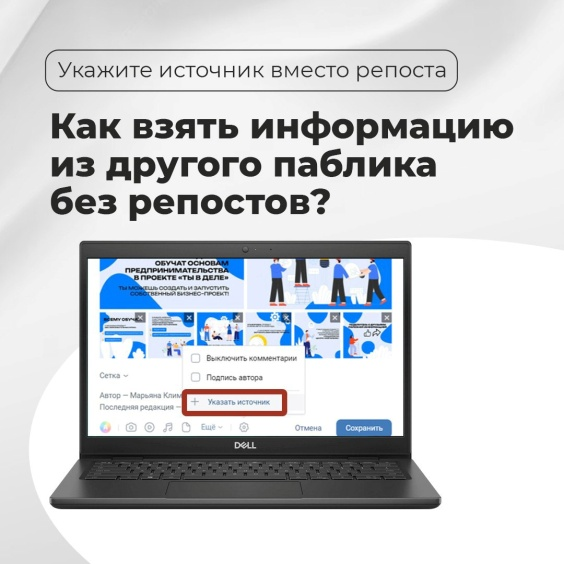 Укажите источник вместо репоста
Как взять информацию
из другого паблика
без репостов?
ОБУЧАТ ОСНОВАМ
ПРЕДПРИНИМАТЕЛЬСТВА
В ПРОЕКТЕ «ТЫ В ДЕЛЕ»
ТЫ МОЖЕШЬ СОЗДАТЬ И ЗАПУСТИТЬ
СОБСТВЕННЫЙ БИЗНЕС-ПРОЕКТ!
Выключить комментарии
Сетка
Подпись автора
Автор — Марьяна Клим
+ Указать источник
Последняя редакция —
Ещё
Отмена
Сохранить
DELL